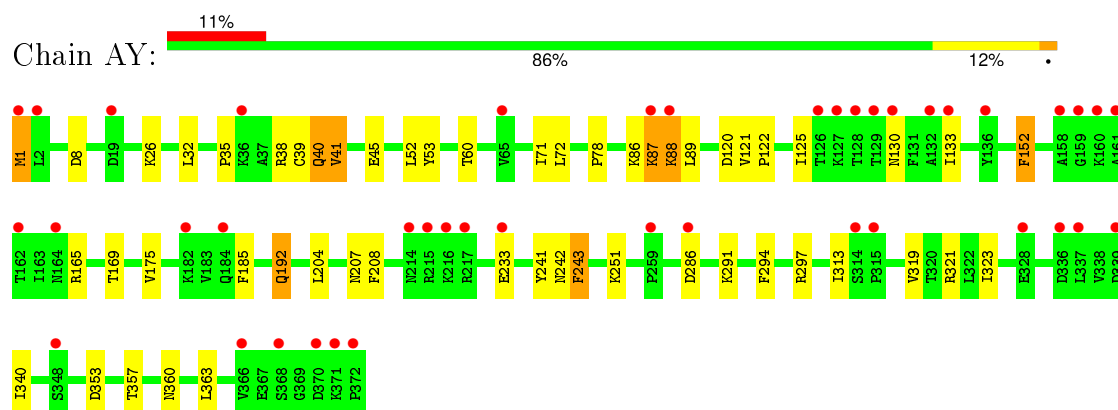 11%
Chain AY:
86% 12% •
M1 L2 D8 D19 K26 L32 P35 K36 A37 R38 C39 Q40 V41 E45 L52 Y53 T60 V65 I71 L72 P78 K86 K87 K88 L89 D120 V121 P122 I125 T126 K127 T128 T129 N130 F131 A132 I133 Y136 F152 A158 G159 K160 A161
T162 I163 N164 R165 T169 V175 K182 V183 Q184 F185 Q192 L204 N207 F208 N214 R215 K216 R217 E233 Y241 N242 F243 K251 P259 D286 K291 F294 R297 I313 S314 P315 V319 T320 R321 L322 I323 E328 D336 L337 V338
I340 S348 D353 T357 N360 L363 V366 E367 S368 G369 D370 K371 P372